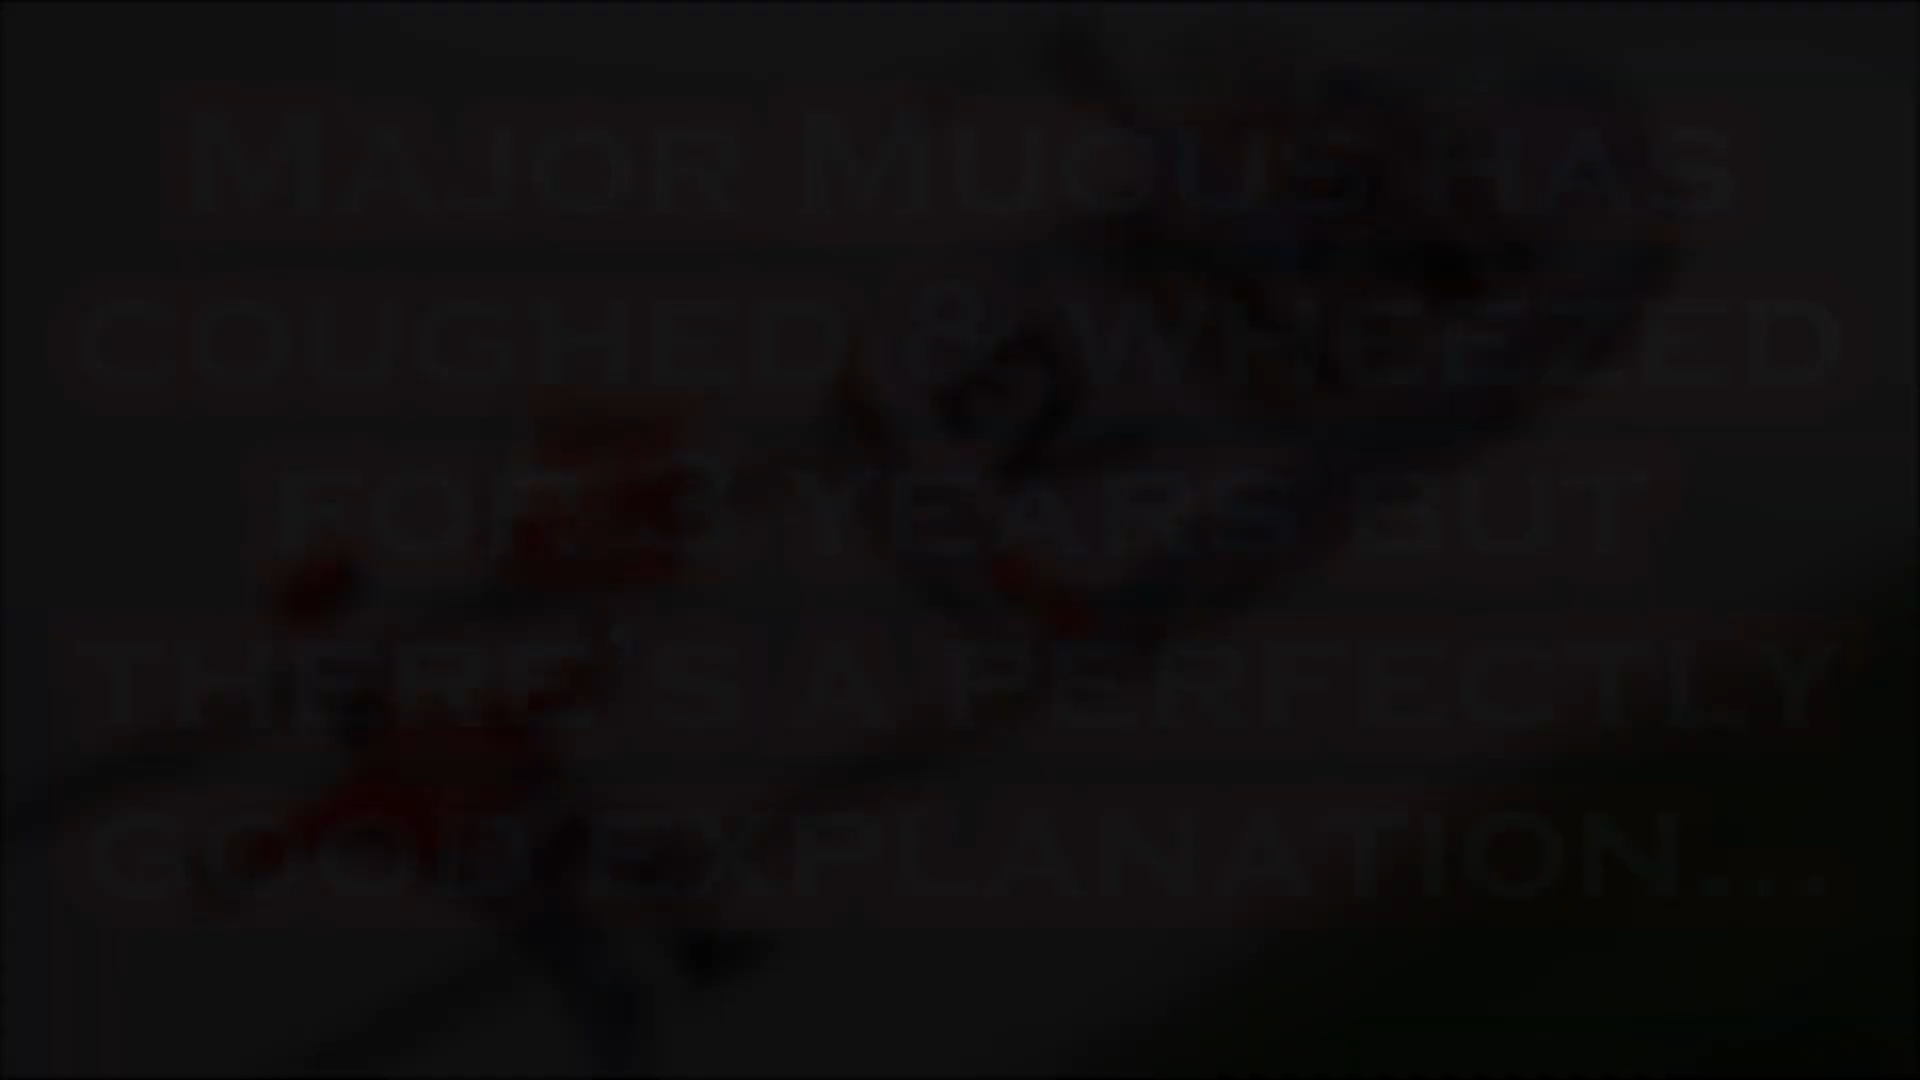 MAJOR MUCUS HAS
COUGHED & WHEEZED
FOR 3 YEARS BUT
THERE'S A PERFECTLY
GOOD EXPLANATION...